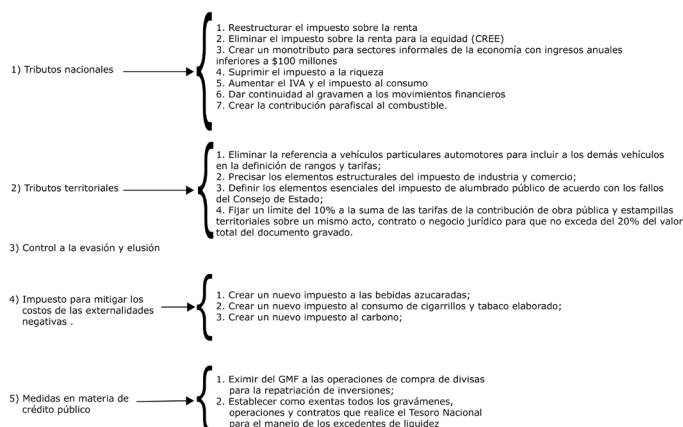 1) Tributos nacionales
1. Reestructurar el impuesto sobre la renta
2. Eliminar el impuesto sobre la renta para la equidad (CREE)
3. Crear un monotributo para sectores informales de la economía con ingresos anuales
inferiores a $100 millones
4. Suprimir el impuesto a la riqueza
5. Aumentar el IVA y el impuesto al consumo
6. Dar continuidad al gravamen a los movimientos financieros
7. Crear la contribución parafiscal al combustible.
2) Tributos territoriales
1. Eliminar la referencia a vehículos particulares automotores para incluir a los demás vehículos
en la definición de rangos y tarifas;
2. Precisar los elementos estructurales del impuesto de industria y comercio;
3. Definir los elementos esenciales del impuesto de alumbrado público de acuerdo con los fallos
del Consejo de Estado;
4. Fijar un límite del 10% a la suma de las tarifas de la contribución de obra pública y estampillas
territoriales sobre un mismo acto, contrato o negocio jurídico para que no exceda del 20% del valor
total del documento gravado.
3) Control a la evasión y elusión
4) Impuesto para mitigar los
costos de las externalidades
negativas .
1. Crear un nuevo impuesto a las bebidas azucaradas;
2. Crear un nuevo impuesto al consumo de cigarrillos y tabaco elaborado;
3. Crear un nuevo impuesto al carbono;
5) Medidas en materia de
crédito público
1. Eximir del GMF a las operaciones de compra de divisas
para la repatriación de inversiones;
2. Establecer como exentas todos los gravámenes,
operaciones y contratos que realice el Tesoro Nacional
para el manejo de los excedentes de liquidez